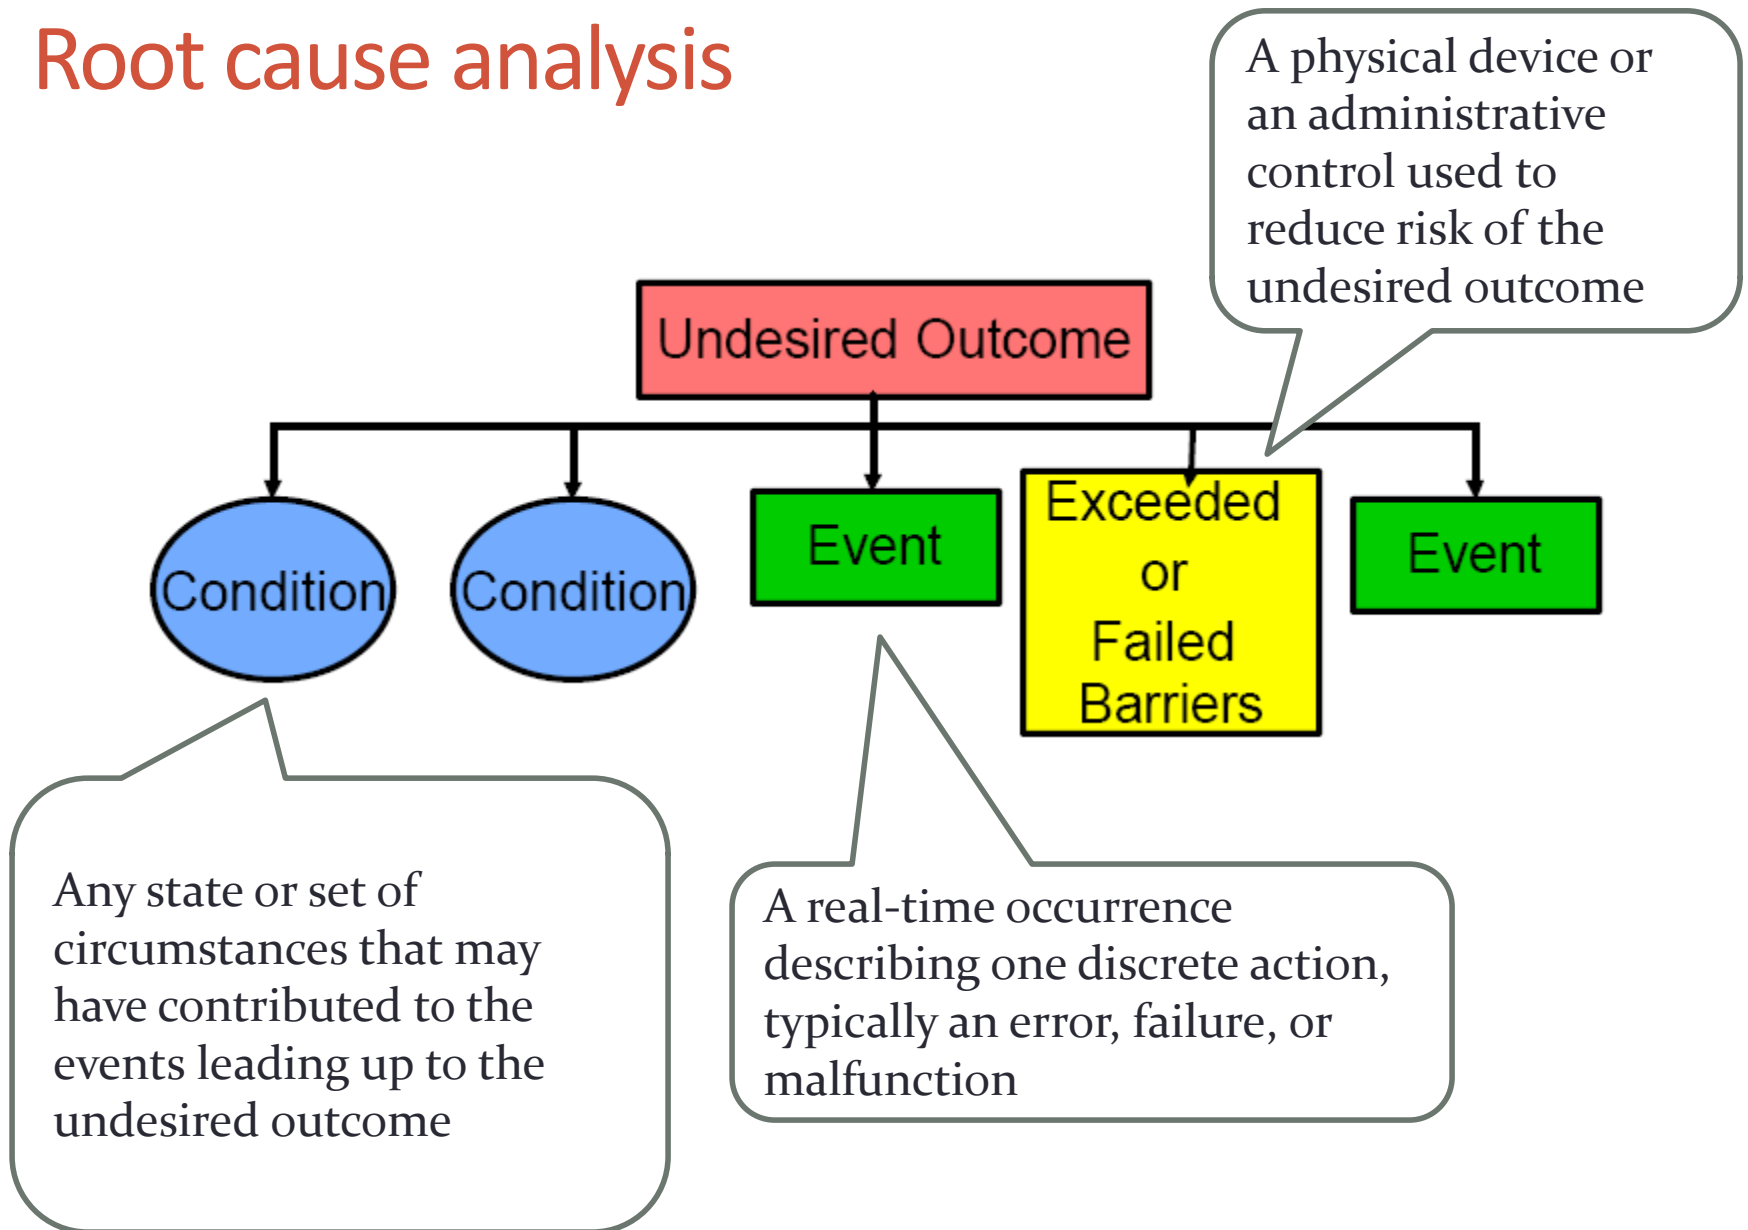 Root cause analysis
A physical device or
an administrative
control used to
reduce risk of the
undesired outcome
Undesired Outcome
Condition
Condition
Event
Exceeded
or
Failed
Barriers
Event
Any state or set of
circumstances that may
have contributed to the
events leading up to the
undesired outcome
A real-time occurrence
describing one discrete action,
typically an error, failure, or
malfunction